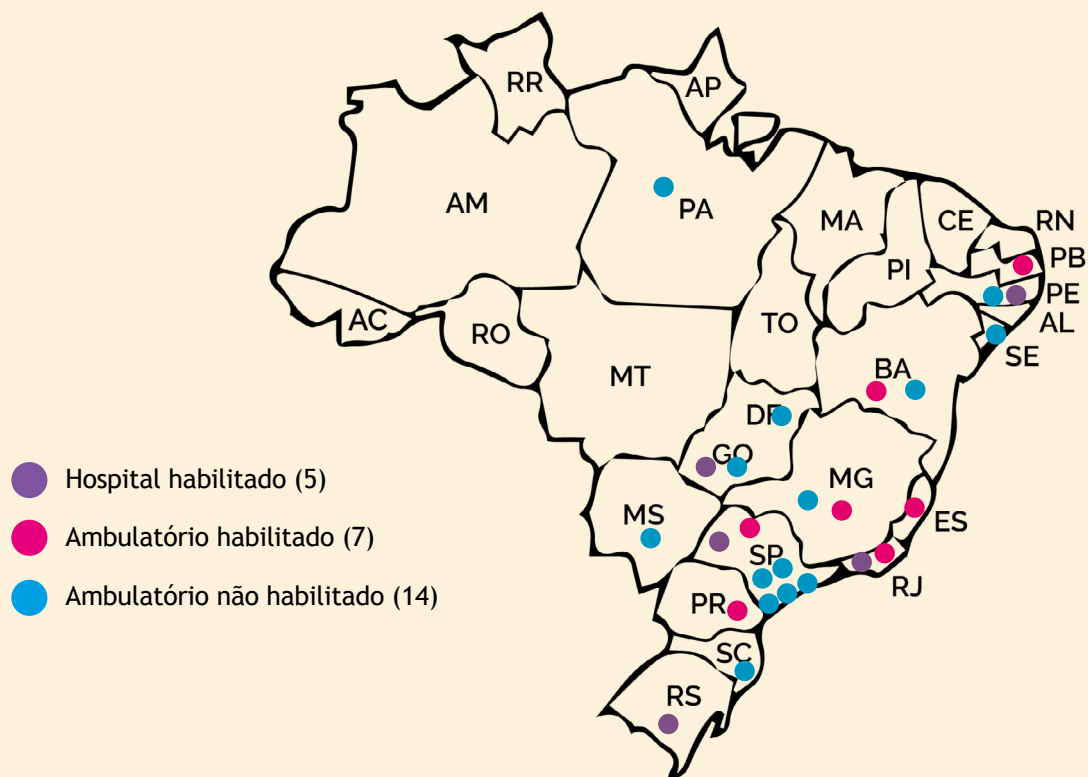 RR
AP
AM
PA
MA
CE
RN
PB
PI
PE
AL
AC
RO
TO
SE
MT
BA
DF
GO
MG
MS
ES
SP
RJ
PR
SC
RS
Hospital habilitado (5)
Ambulatório habilitado (7)
Ambulatório não habilitado (14)